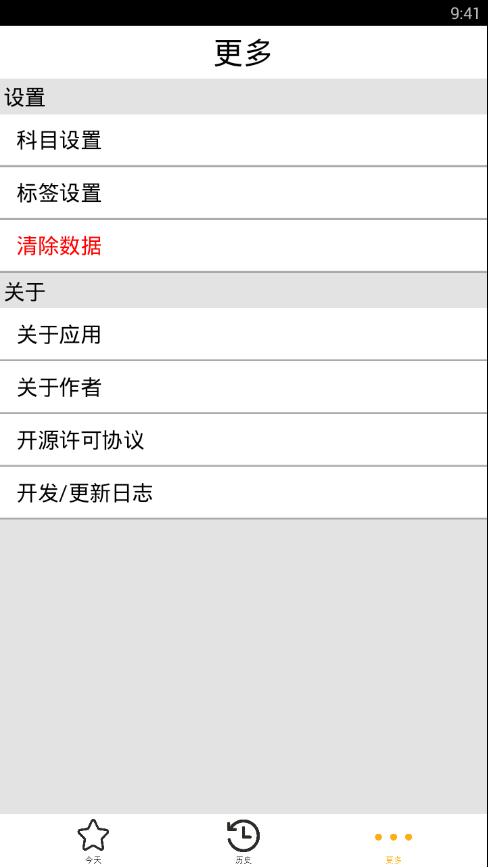 9:41
更多
设置
科目设置
标签设置
清除数据
关于
关于应用
关于作者
开源许可协议
开发/更新日志
今天
历史
更多